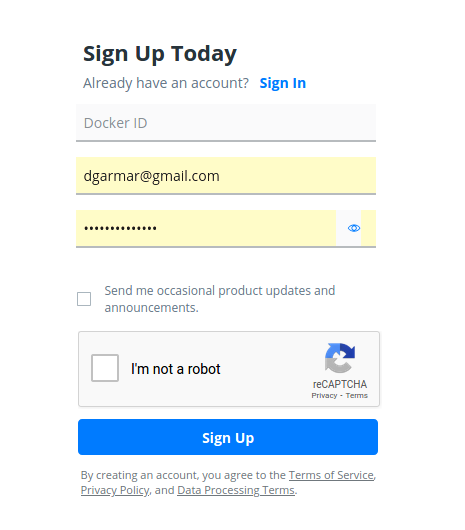 Sign Up Today
Already have an account? Sign In
Docker ID
dgarmar@gmail.com
••••••••••••••
Send me occasional product updates and
announcements.
I'm not a robot
reCAPTCHA
Privacy - Terms
Sign Up
By creating an account, you agree to the Terms of Service,
Privacy Policy, and Data Processing Terms.